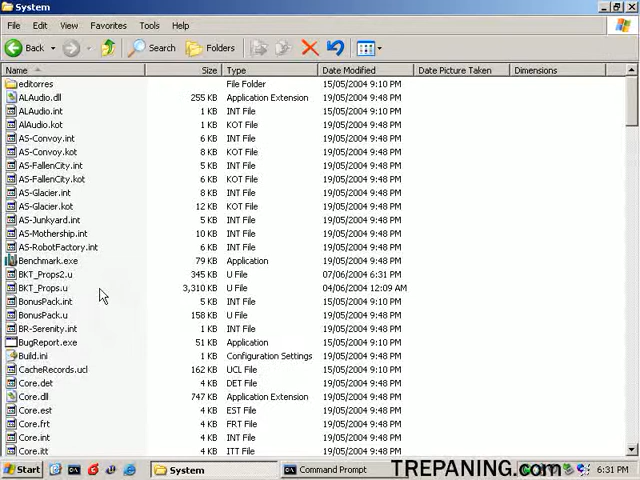 System
File Edit View Favorites Tools Help
Back Search Folders
Name Size Type Date Modified Date Picture Taken Dimensions
editorres File Folder 15/05/2004 9:10 PM
ALAudio.dll 255 KB Application Extension 19/05/2004 9:48 PM
ALAudio.int 1 KB INT File 15/05/2004 9:10 PM
AlAudio.kot 1 KB KOT File 19/05/2004 9:48 PM
AS-Convoy.int 6 KB INT File 19/05/2004 9:48 PM
AS-Convoy.kot 8 KB KOT File 19/05/2004 9:48 PM
AS-FallenCity.int 5 KB INT File 19/05/2004 9:48 PM
AS-FallenCity.kot 6 KB KOT File 19/05/2004 9:48 PM
AS-Glacier.int 8 KB INT File 19/05/2004 9:48 PM
AS-Glacier.kot 12 KB KOT File 19/05/2004 9:48 PM
AS-Junkyard.int 5 KB INT File 19/05/2004 9:48 PM
AS-Mothership.int 10 KB INT File 19/05/2004 9:48 PM
AS-RobotFactory.int 6 KB INT File 19/05/2004 9:48 PM
Benchmark.exe 79 KB Application 19/05/2004 9:48 PM
BKT_Props2.u 345 KB U File 07/06/2004 6:31 PM
BKT_Props.u 3,310 KB U File 04/06/2004 12:09 AM
BonusPack.int 5 KB INT File 15/05/2004 9:10 PM
BonusPack.u 158 KB U File 19/05/2004 9:48 PM
BR-Serenity.int 1 KB INT File 19/05/2004 9:48 PM
BugReport.exe 51 KB Application 15/05/2004 9:10 PM
Build.ini 1 KB Configuration Settings 19/05/2004 9:48 PM
CacheRecords.ucl 162 KB UCL File 19/05/2004 9:48 PM
Core.det 4 KB DET File 19/05/2004 9:48 PM
Core.dll 747 KB Application Extension 19/05/2004 9:48 PM
Core.est 4 KB EST File 19/05/2004 9:48 PM
Core.frt 4 KB FRT File 19/05/2004 9:48 PM
Core.int 4 KB INT File 19/05/2004 9:48 PM
Core.itt 4 KB ITT File 19/05/2004 9:48 PM
Start System Command Prompt TREPANING.com 6:31 PM